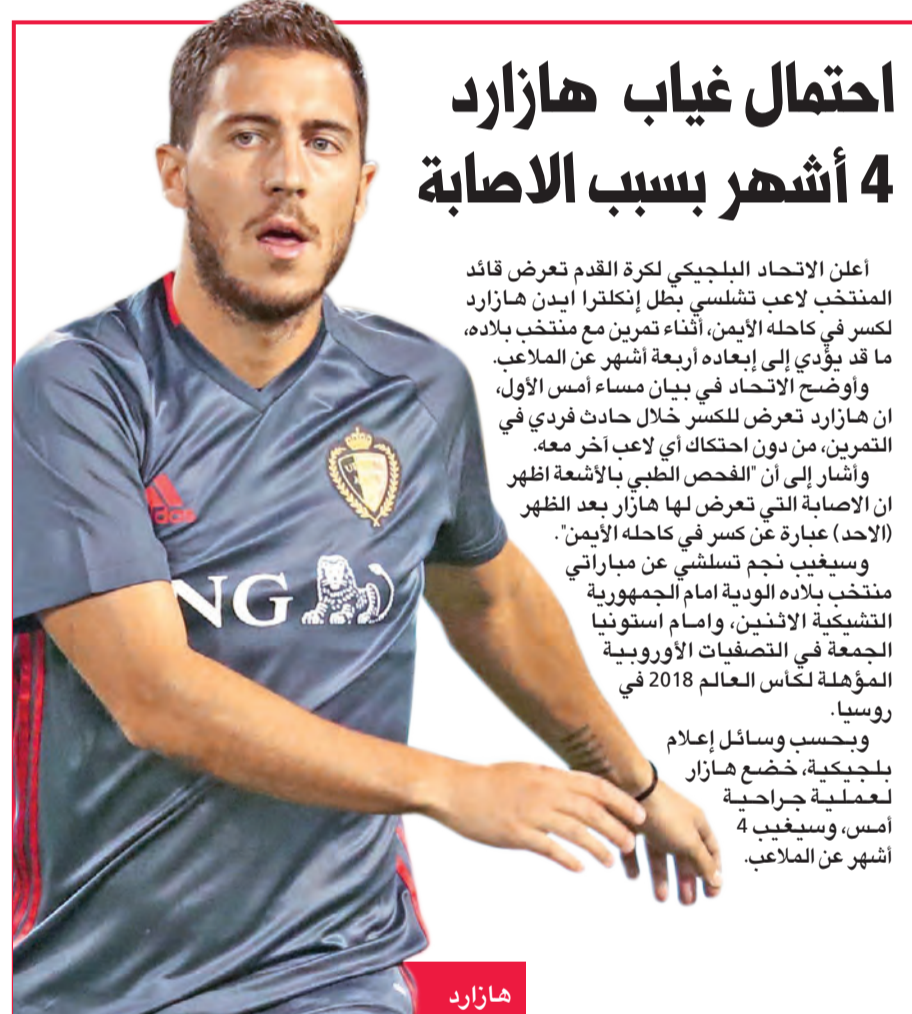 احتمال غياب هازارد
4 أشهر بسبب الاصابة
أعلن الاتحاد البلجيكي لكرة القدم تعرض قائد
المنتخب لاعب تشلسي بطل إنكلترا ايدن هازارد
لكسر في كاحله الأيمن، أثناء تمرين مع منتخب بلاده،
ما قد يؤدي إلى إبعاده أربعة أشهر عن الملاعب.
وأوضح الاتحاد في بيان مساء أمس الأول،
ان هازارد تعرض للكسر خلال حادث فردي في
التمرين، من دون احتكاك أي لاعب آخر معه.
وأشار إلى أن "الفحص الطبي بالأشعة اظهر
ان الاصابة التي تعرض لها هازار بعد الظهر
(الاحد) عبارة عن كسر في كاحله الأيمن".
وسيغيب نجم تسلشي عن مباراتي
منتخب بلاده الودية امام الجمهورية
التشيكية الاثنين، وامام استونيا
الجمعة في التصفيات الأوروبية
المؤهلة لكأس العالم 2018 في
روسيا.
وبحسب وسائل إعلام
بلجيكية، خضع هازار
لعملية جراحية
أمس، وسيغيب 4
أشهر عن الملاعب.
NG
هازارد